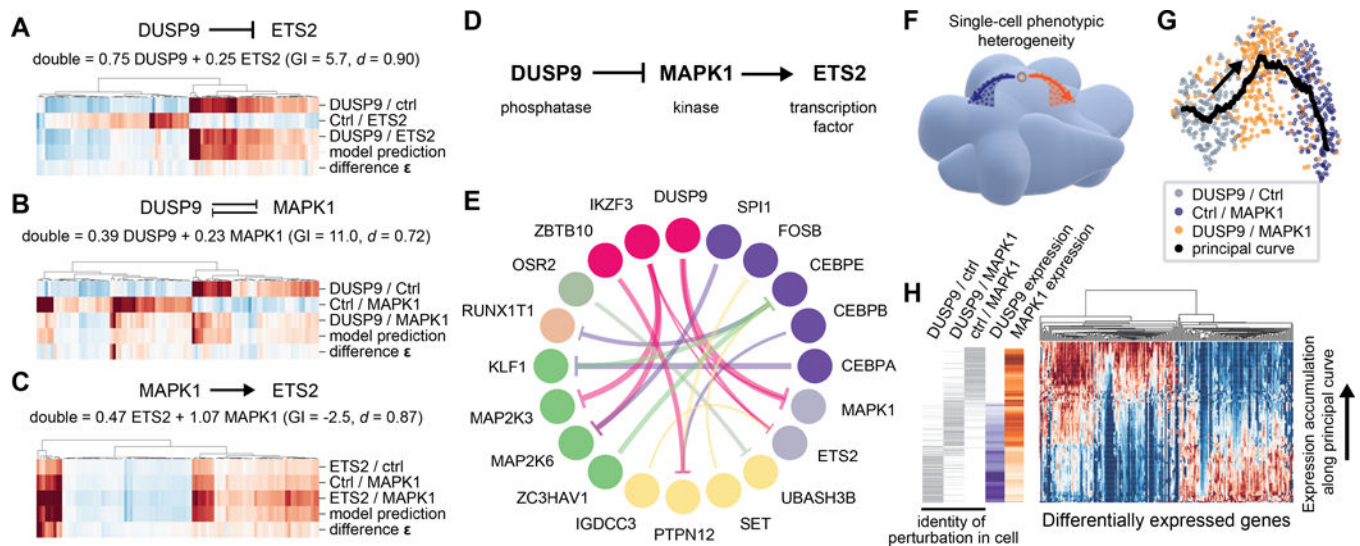 A
DUSP9 ETS2
double = 0.75 DUSP9 + 0.25 ETS2 (GI = 5.7, d = 0.90)
DUSP9 / ctrl
Ctrl / ETS2
DUSP9 / ETS2
model prediction
difference ε
B
DUSP9 MAPK1
double = 0.39 DUSP9 + 0.23 MAPK1 (GI = 11.0, d = 0.72)
DUSP9 / Ctrl
Ctrl / MAPK1
DUSP9 / MAPK1
model prediction
difference ε
C
MAPK1 ETS2
double = 0.47 ETS2 + 1.07 MAPK1 (GI = -2.5, d = 0.87)
ETS2 / ctrl
Ctrl / MAPK1
ETS2 / MAPK1
model prediction
difference ε
D
DUSP9 MAPK1 ETS2
phosphatase kinase transcription
factor
E
DUSP9
SPI1
FOSB
CEBPE
CEBPB
CEBPA
MAPK1
ETS2
UBASH3B
SET
PTPN12
IGDCC3
ZC3HAV1
MAP2K6
MAP2K3
KLF1
RUNX1T1
OSR2
ZBTB10
IKZF3
F
Single-cell phenotypic
heterogeneity
G
DUSP9 / Ctrl
Ctrl / MAPK1
DUSP9 / MAPK1
principal curve
H
DUSP9 / ctrl
DUSP9 / MAPK1
ctrl / MAPK1
DUSP9 expression
MAPK1 expression
identity of
perturbation in cell
Differentially expressed genes
Expression accumulation
along principal curve